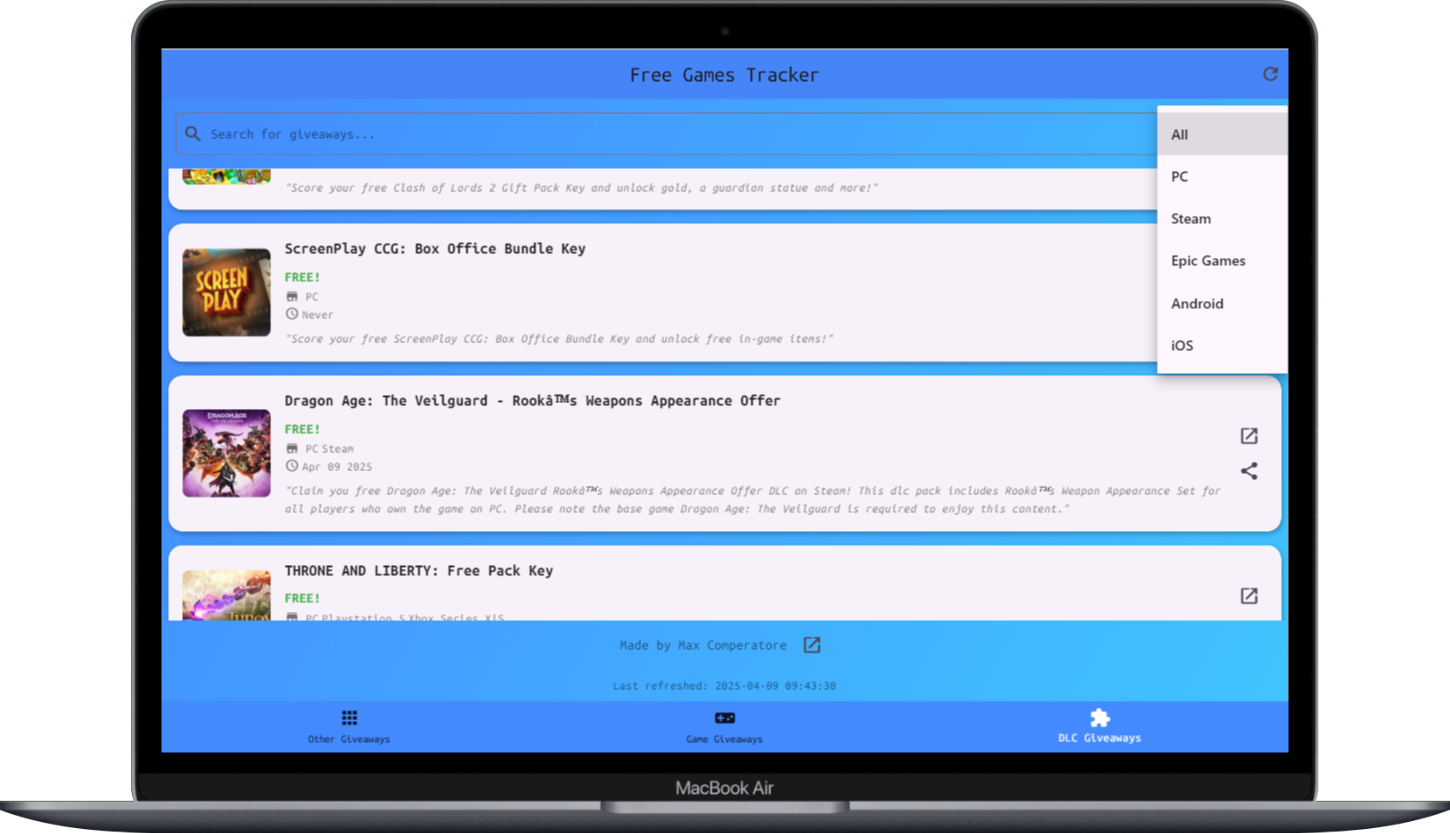 Free Games Tracker
Search for giveaways...
All
PC
Steam
Epic Games
Android
iOS
"Score your free Clash of Lords 2 Gift Pack Key and unlock gold, a guardian statue and more!"
SCREEN
PLAY
ScreenPlay CCG: Box Office Bundle Key
FREE!
PC
Never
"Score your free ScreenPlay CCG: Box Office Bundle Key and unlock free in-game items!"
DRAGON AGE
Dragon Age: The Veilguard - Rookâ™s Weapons Appearance Offer
FREE!
PC Steam
Apr 09 2025
"Claim you free Dragon Age: The Veilguard Rookâ™s Weapons Appearance Offer DLC on Steam! This dlc pack includes Rookâ™s Weapon Appearance Set for
all players who own the game on PC. Please note the base game Dragon Age: The Veilguard is required to enjoy this content."
THRONE AND LIBERTY: Free Pack Key
FREE!
PC Playstation 5 Xbox Series X|S
Made by Max Comperatore
Last refreshed: 2025-04-09 09:43:30
Other Giveaways
Game Giveaways
DLC Giveaways
MacBook Air